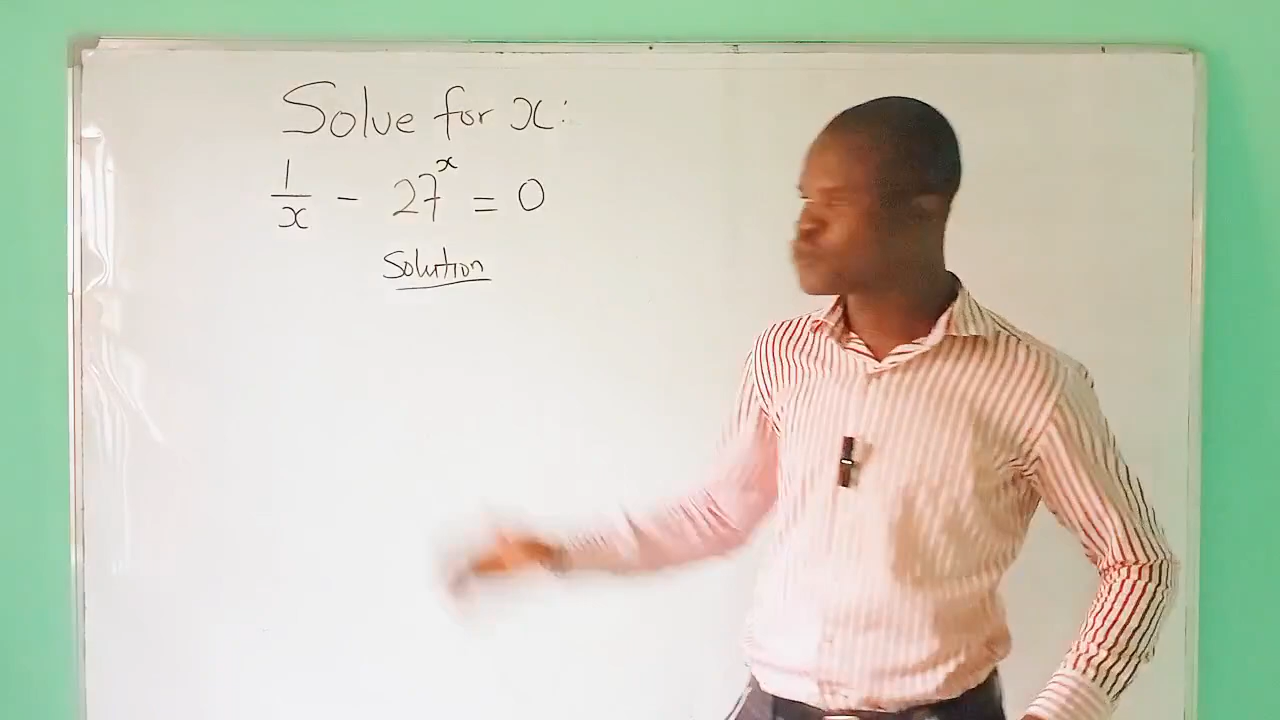 Solve for x:
1/x - 27^x = 0
Solution